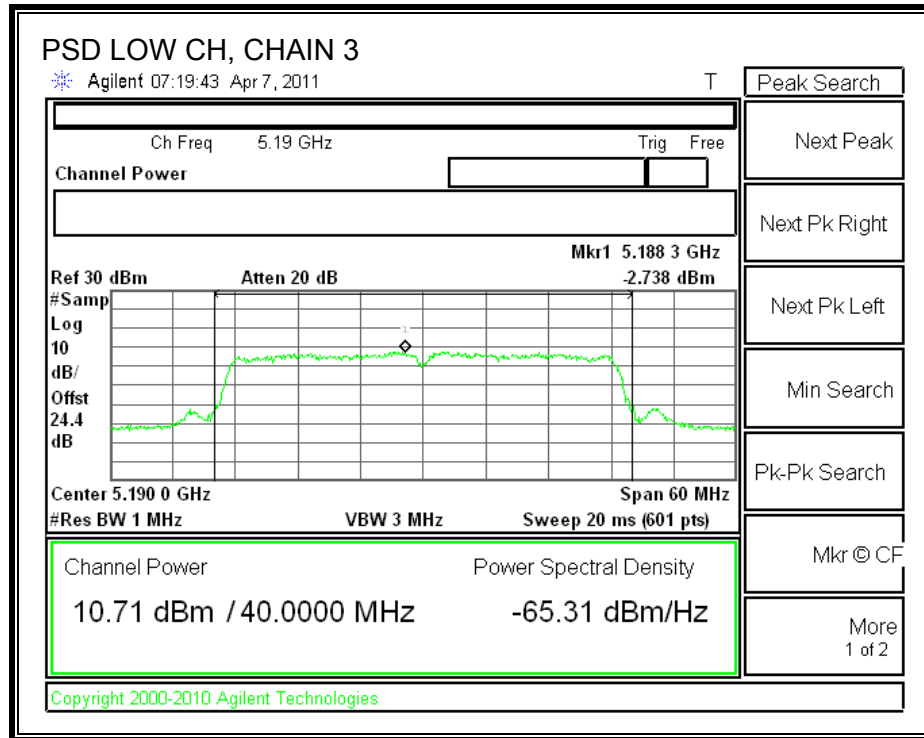 PSD LOW CH, CHAIN 3
Agilent 07:19:43 Apr 7, 2011 T
Peak Search
Ch Freq 5.19 GHz Trig Free
Channel Power
Mkr1 5.188 3 GHz
Ref 30 dBm Atten 20 dB -2.738 dBm
#Samp
Log
10
dB/
Offst
24.4
dB
1
Center 5.190 0 GHz Span 60 MHz
#Res BW 1 MHz VBW 3 MHz Sweep 20 ms (601 pts)
Channel Power Power Spectral Density
10.71 dBm / 40.0000 MHz -65.31 dBm/Hz
Next Peak
Next Pk Right
Next Pk Left
Min Search
Pk-Pk Search
Mkr © CF
More
1 of 2
Copyright 2000-2010 Agilent Technologies